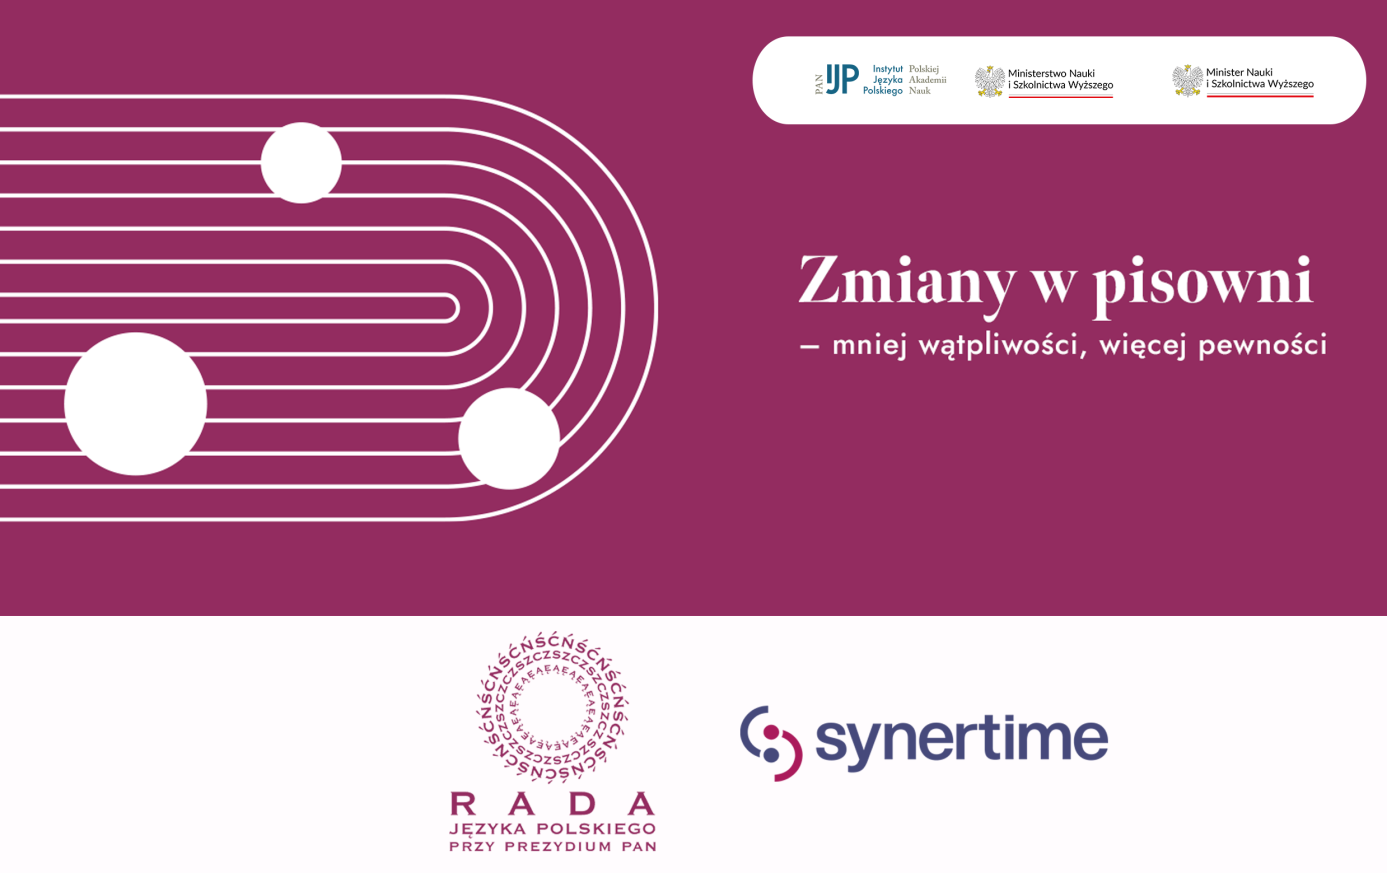 PAN
IJP
Instytut
Języka
Polskiego
Polskiej
Akademii
Nauk
Ministerstwo Nauki
i Szkolnictwa Wyższego
Minister Nauki
i Szkolnictwa Wyższego
Zmiany w pisowni
– mniej wątpliwości, więcej pewności
RADA
JĘZYKA POLSKIEGO
PRZY PREZYDIUM PAN
synertime